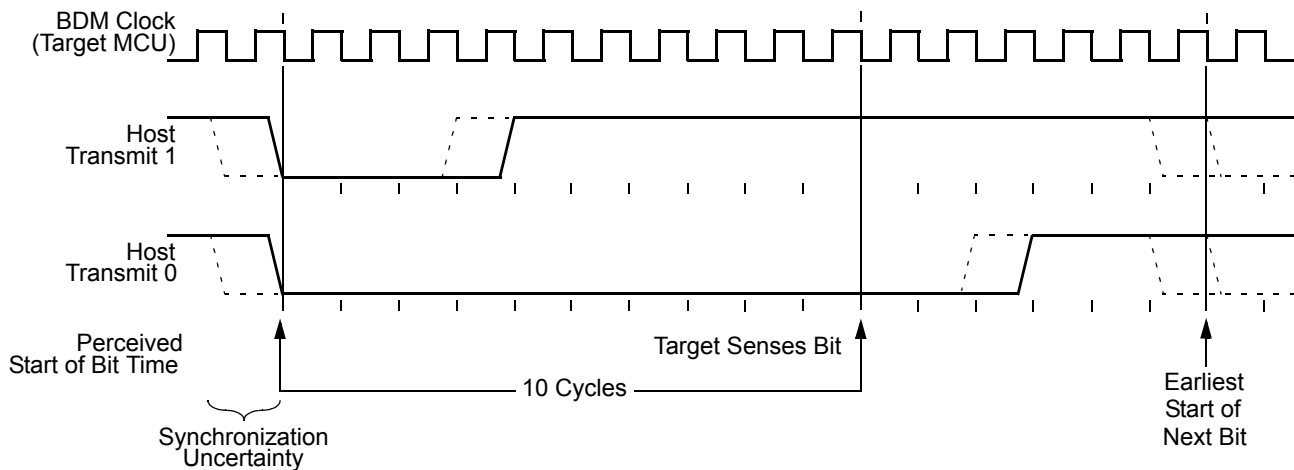 BDM Clock
(Target MCU)
Host
Transmit 1
Host
Transmit 0
Perceived
Start of Bit Time
Target Senses Bit
10 Cycles
Earliest
Start of
Next Bit
Synchronization
Uncertainty